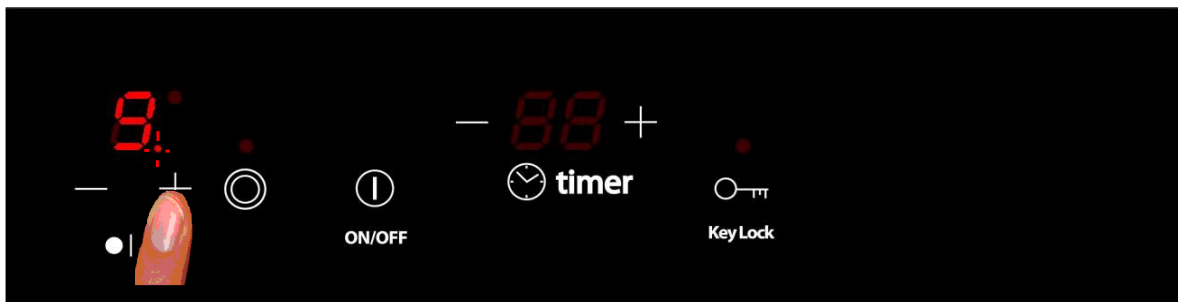 9
− 88 +
− +
timer
ON/OFF
Key Lock